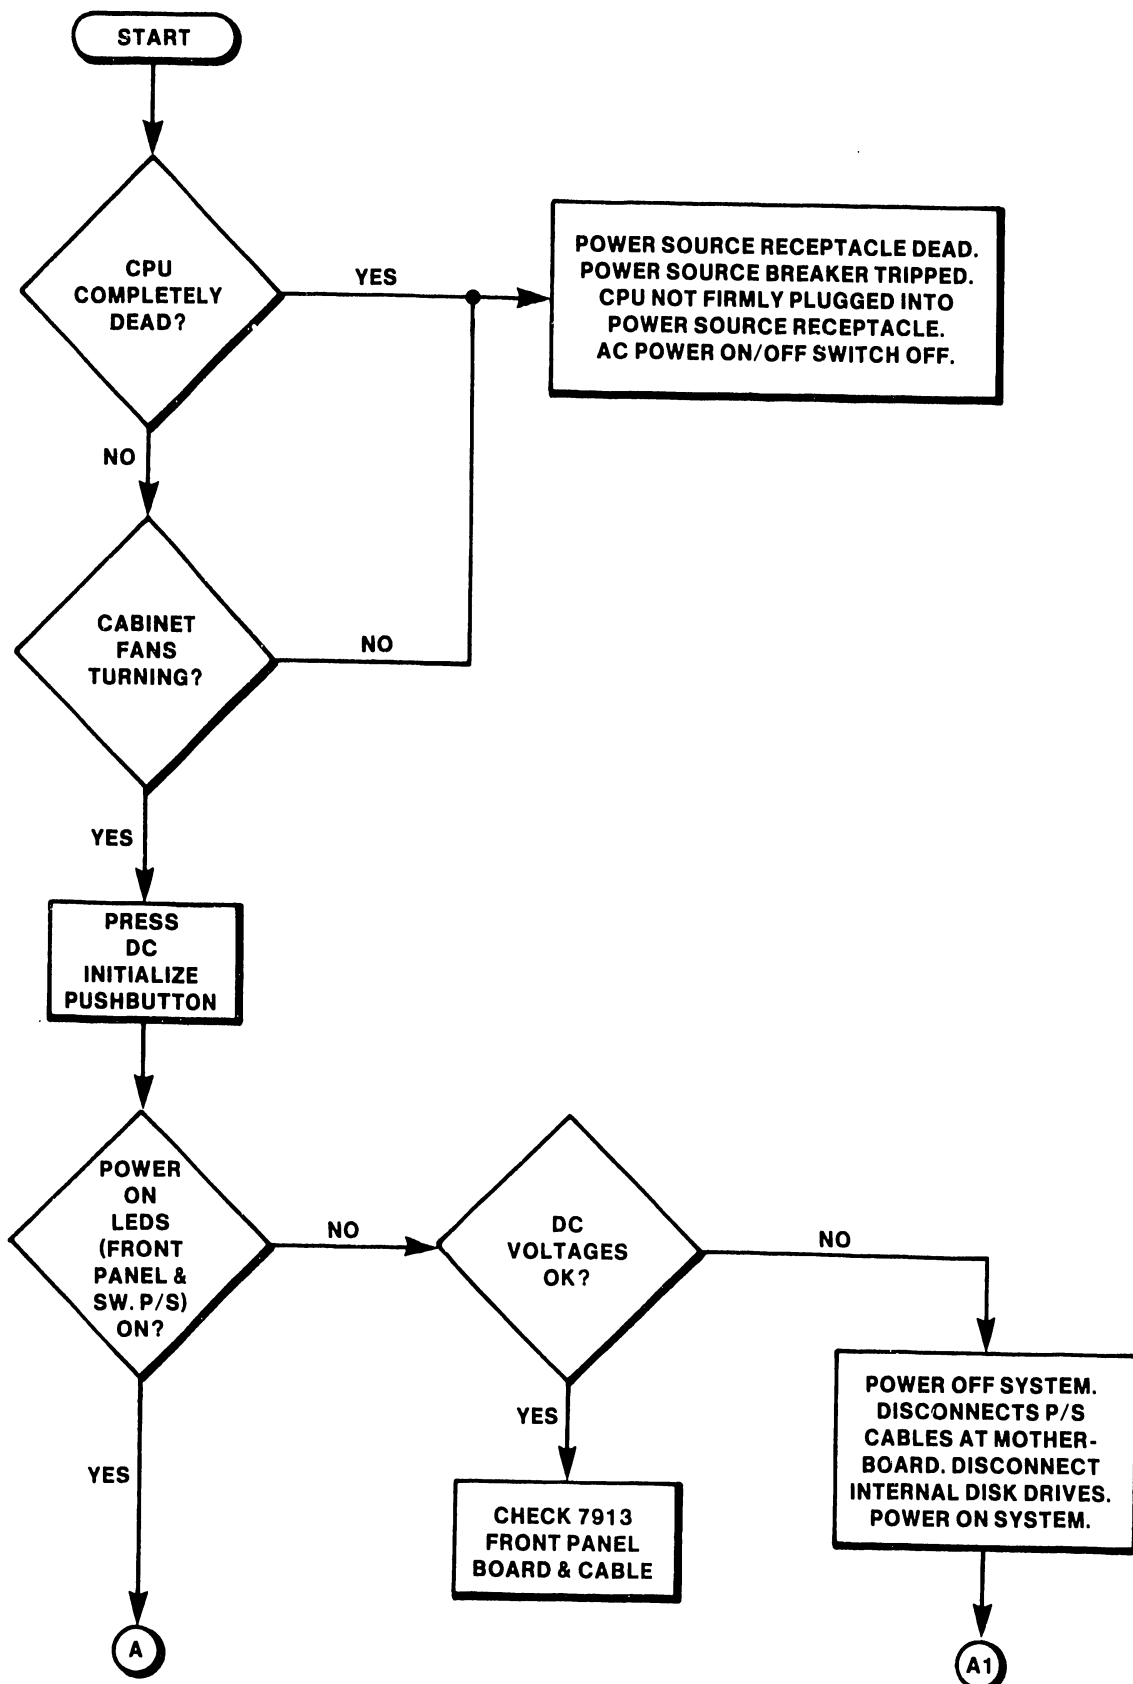 START
CPU
COMPLETELY
DEAD?
YES
POWER SOURCE RECEPTACLE DEAD.
POWER SOURCE BREAKER TRIPPED.
CPU NOT FIRMLY PLUGGED INTO
POWER SOURCE RECEPTACLE.
AC POWER ON/OFF SWITCH OFF.
NO
CABINET
FANS
TURNING?
NO
YES
PRESS
DC
INITIALIZE
PUSHBUTTON
POWER
ON
LEDS
(FRONT
PANEL &
SW. P/S)
ON?
NO
DC
VOLTAGES
OK?
NO
YES
CHECK 7913
FRONT PANEL
BOARD & CABLE
POWER OFF SYSTEM.
DISCONNECTS P/S
CABLES AT MOTHER-
BOARD. DISCONNECT
INTERNAL DISK DRIVES.
POWER ON SYSTEM.
YES
A
A1